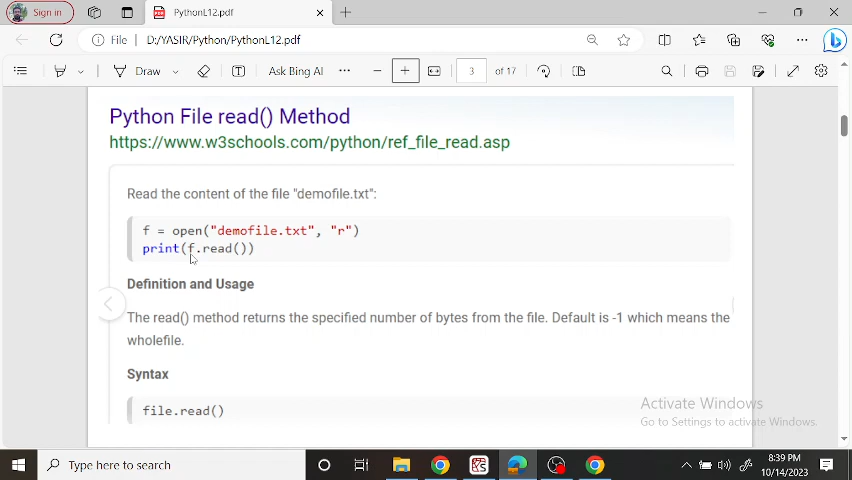 Sign in
PythonL12.pdf
File
D:/YASIR/Python/PythonL12.pdf
Draw
Ask Bing AI
3
of 17
Python File read() Method
https://www.w3schools.com/python/ref_file_read.asp
Read the content of the file "demofile.txt":
f = open("demofile.txt", "r")
print(f.read())
Definition and Usage
The read() method returns the specified number of bytes from the file. Default is -1 which means the
wholefile.
Syntax
file.read()
Activate Windows
Go to Settings to activate Windows.
Type here to search
8:39 PM
10/14/2023